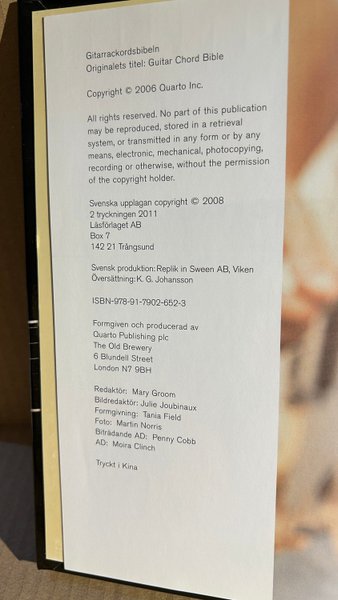 Gitarrackordsbibeln
Originalets titel: Guitar Chord Bible
Copyright © 2006 Quarto Inc.
All rights reserved. No part of this publication
may be reproduced, stored in a retrieval
system, or transmitted in any form or by any
means, electronic, mechanical, photocopying,
recording or otherwise, without the permission
of the copyright holder.
Svenska upplagan copyright © 2008
2 tryckningen 2011
Läsförlaget AB
Box 7
142 21 Trångsund
Svensk produktion: Replik in Sween AB, Viken
Översättning: K. G. Johansson
ISBN-978-91-7902-652-3
Formgiven och producerad av
Quarto Publishing plc
The Old Brewery
6 Blundell Street
London N7 9BH
Redaktör: Mary Groom
Bildredaktör: Julie Joubinaux
Formgivning: Tania Field
Foto: Martin Norris
Biträdande AD: Penny Cobb
AD: Moira Clinch
Tryckt i Kina